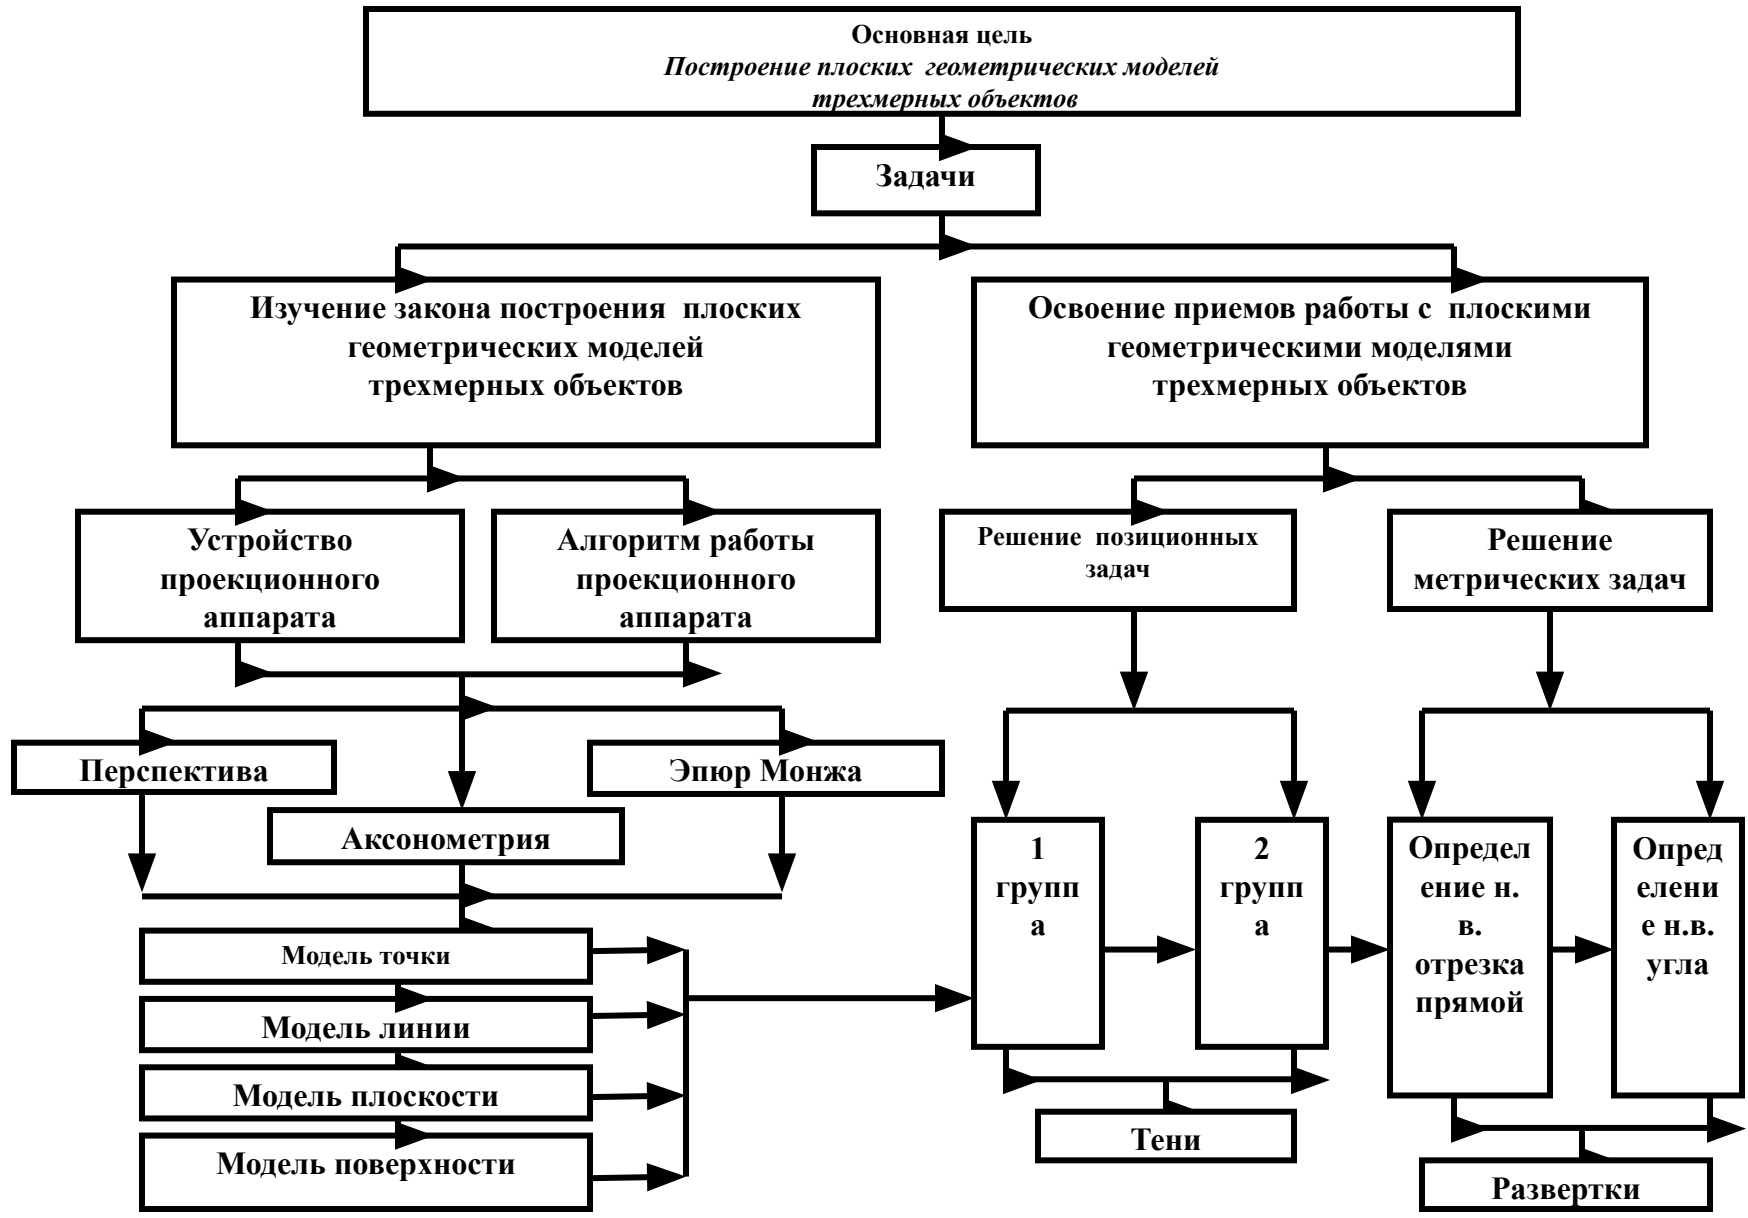 Основная цель
Построение плоских геометрических моделей
трехмерных объектов
Задачи
Изучение закона построения плоских
геометрических моделей
трехмерных объектов
Освоение приемов работы с плоскими
геометрическими моделями
трехмерных объектов
Устройство
проекционного
аппарата
Алгоритм работы
проекционного
аппарата
Решение позиционных
задач
Решение
метрических задач
Перспектива
Эпюр Монжа
Аксонометрия
1
групп
а
2
групп
а
Определ
ение н.
в.
отрезка
прямой
Опред
елени
е н.в.
угла
Модель точки
Модель линии
Модель плоскости
Модель поверхности
Тени
Развертки